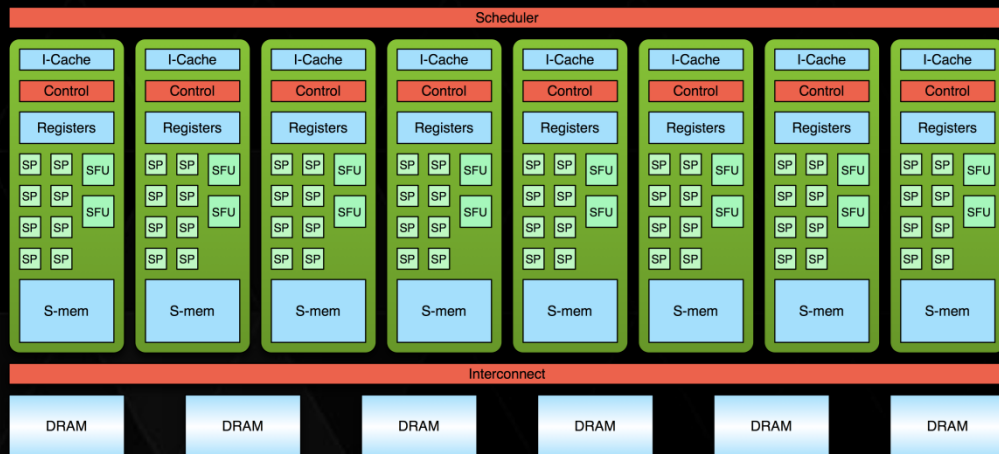 Scheduler
I-Cache I-Cache I-Cache I-Cache I-Cache I-Cache I-Cache I-Cache
Control Control Control Control Control Control Control Control
Registers Registers Registers Registers Registers Registers Registers Registers
SP SP SFU SP SP SFU SP SP SFU SP SP SFU SP SP SFU SP SP SFU SP SP SFU SP SP SFU
SP SP SFU SP SP SFU SP SP SFU SP SP SFU SP SP SFU SP SP SFU SP SP SFU SP SP SFU
SP SP SP SP SP SP SP SP SP SP SP SP SP SP SP SP
SP SP SP SP SP SP SP SP SP SP SP SP SP SP SP SP
S-mem S-mem S-mem S-mem S-mem S-mem S-mem S-mem
Interconnect
DRAM DRAM DRAM DRAM DRAM DRAM